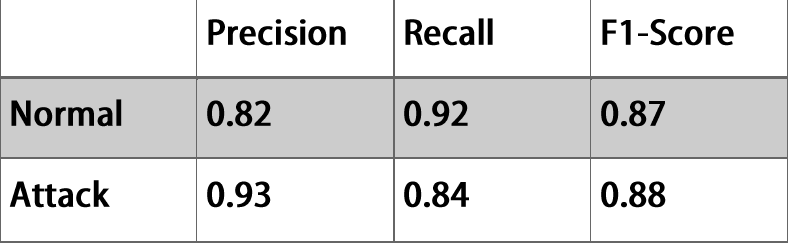 Precision Recall F1-Score
Normal 0.82 0.92 0.87
Attack 0.93 0.84 0.88